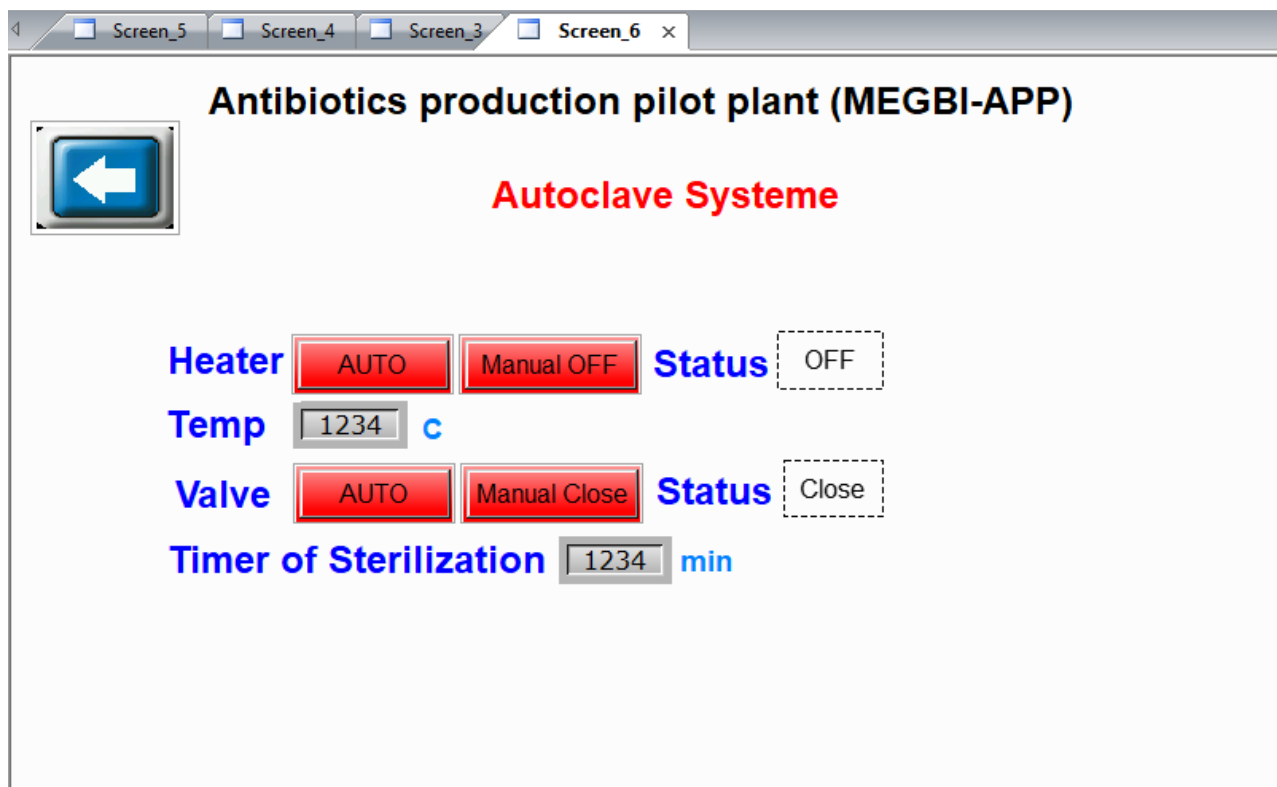 Screen_5 Screen_4 Screen_3 Screen_6
Antibiotics production pilot plant (MEGBI-APP)
Autoclave Systeme
Heater AUTO Manual OFF Status OFF
Temp 1234 C
Valve AUTO Manual Close Status Close
Timer of Sterilization 1234 min